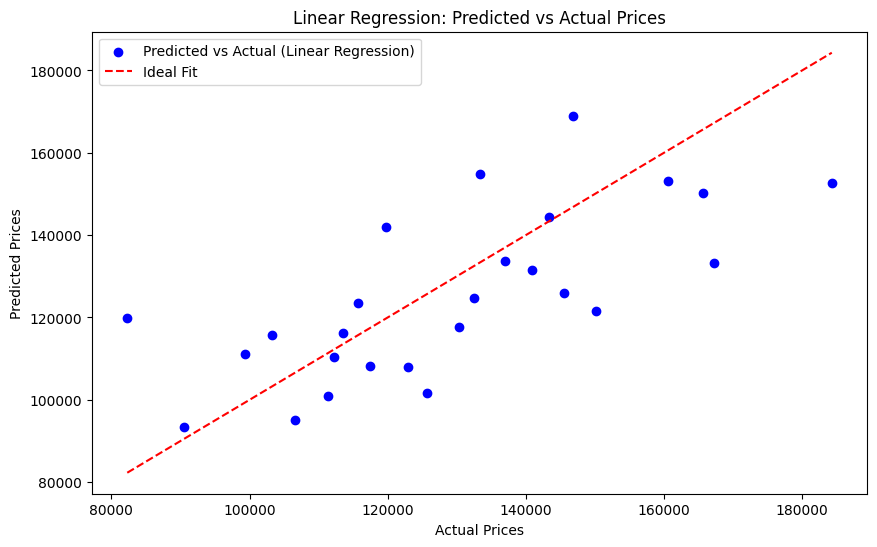 Linear Regression: Predicted vs Actual Prices
Predicted vs Actual (Linear Regression)
Ideal Fit
180000
160000
140000
120000
100000
80000
Predicted Prices
80000
100000
120000
140000
160000
180000
Actual Prices